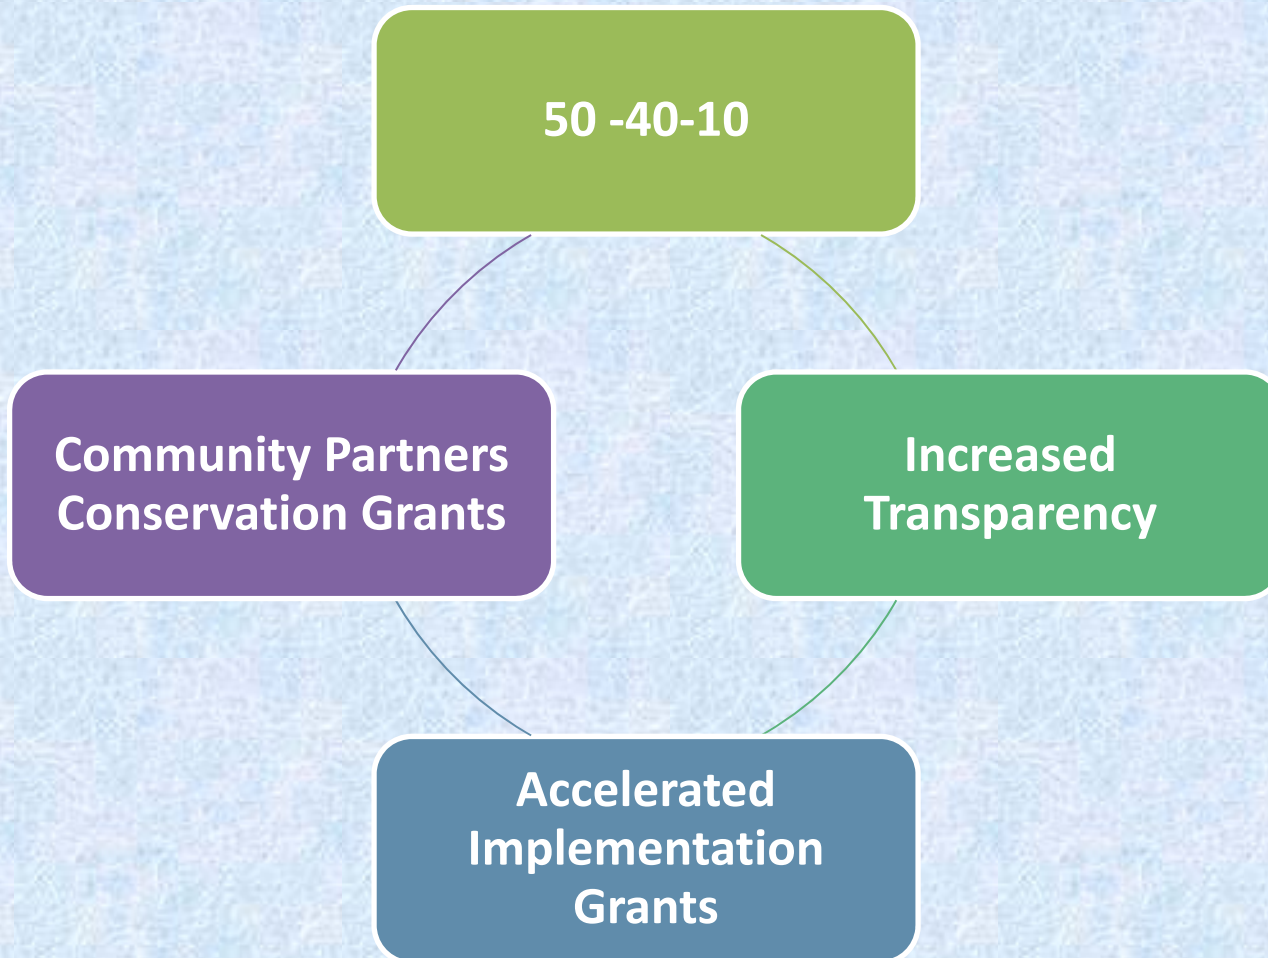 50 -40-10
Community Partners
Conservation Grants
Increased
Transparency
Accelerated
Implementation
Grants